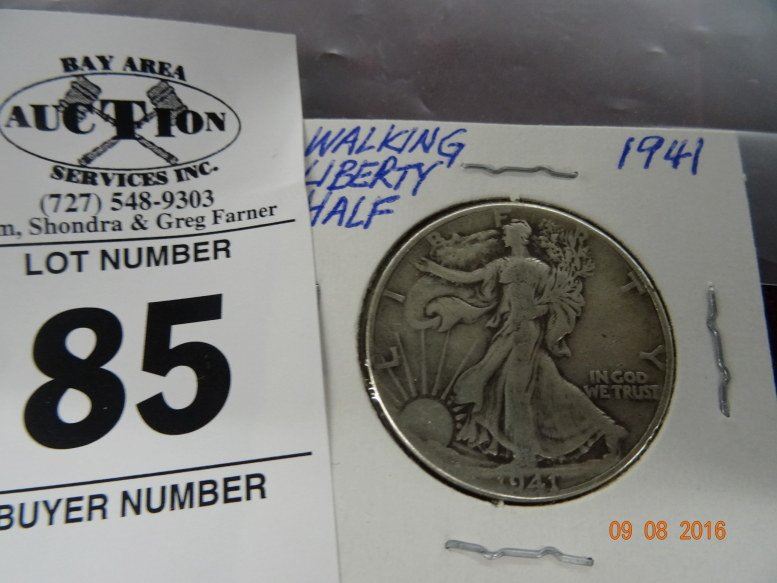 BAY AREA
AUCTION
SERVICES INC.
(727) 548-9303
m, Shondra & Greg Farner
LOT NUMBER
85
BUYER NUMBER
WALKING
LIBERTY
HALF
1941
LIBERTY
IN GOD
WE TRUST
1941
09 08 2016